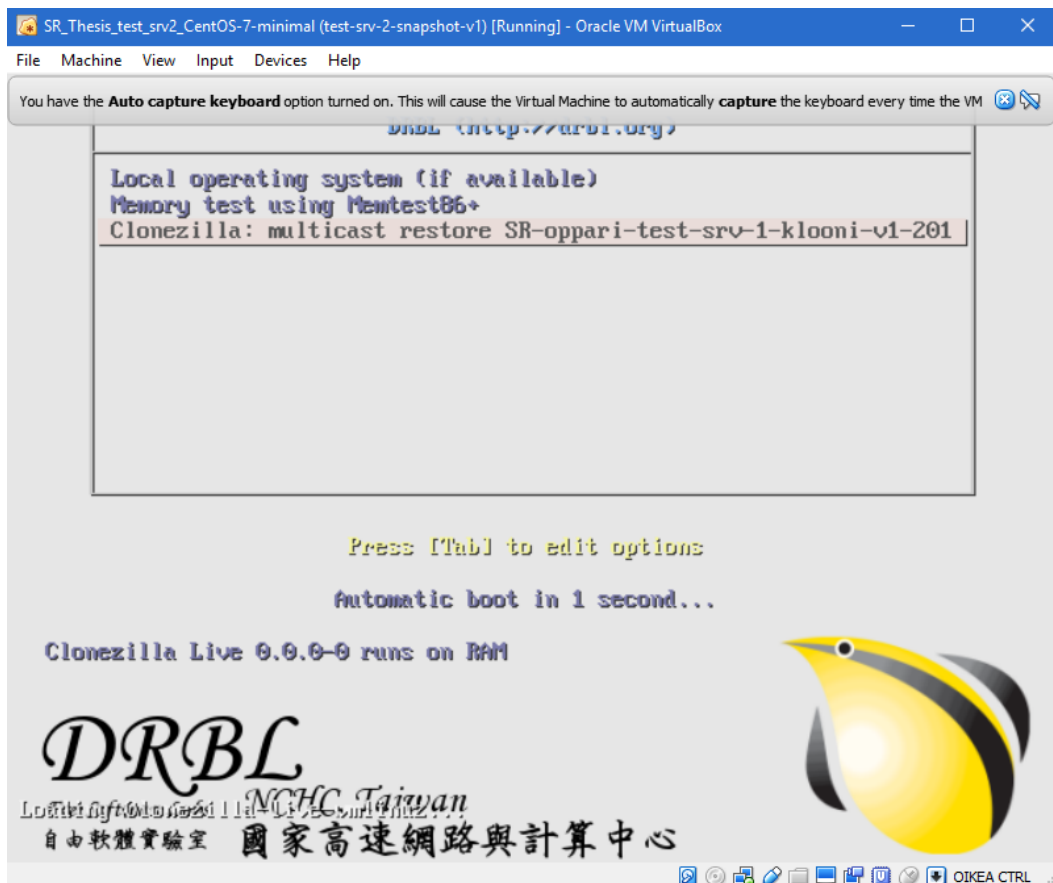 SR_Thesis_test_srv2_CentOS-7-minimal (test-srv-2-snapshot-v1) [Running] - Oracle VM VirtualBox
File Machine View Input Devices Help
You have the Auto capture keyboard option turned on. This will cause the Virtual Machine to automatically capture the keyboard every time the VM
DRBL (http://drbl.org)
Local operating system (if available)
Memory test using Memtest86+
Clonezilla: multicast restore SR-oppari-test-srv-1-klooni-v1-201
Press [Tab] to edit options
Automatic boot in 1 second...
Clonezilla Live 0.0.0-0 runs on RAM
DRBL
NCHC, Taiwan
自由軟體實驗室 國家高速網路與計算中心
OIKEA CTRL